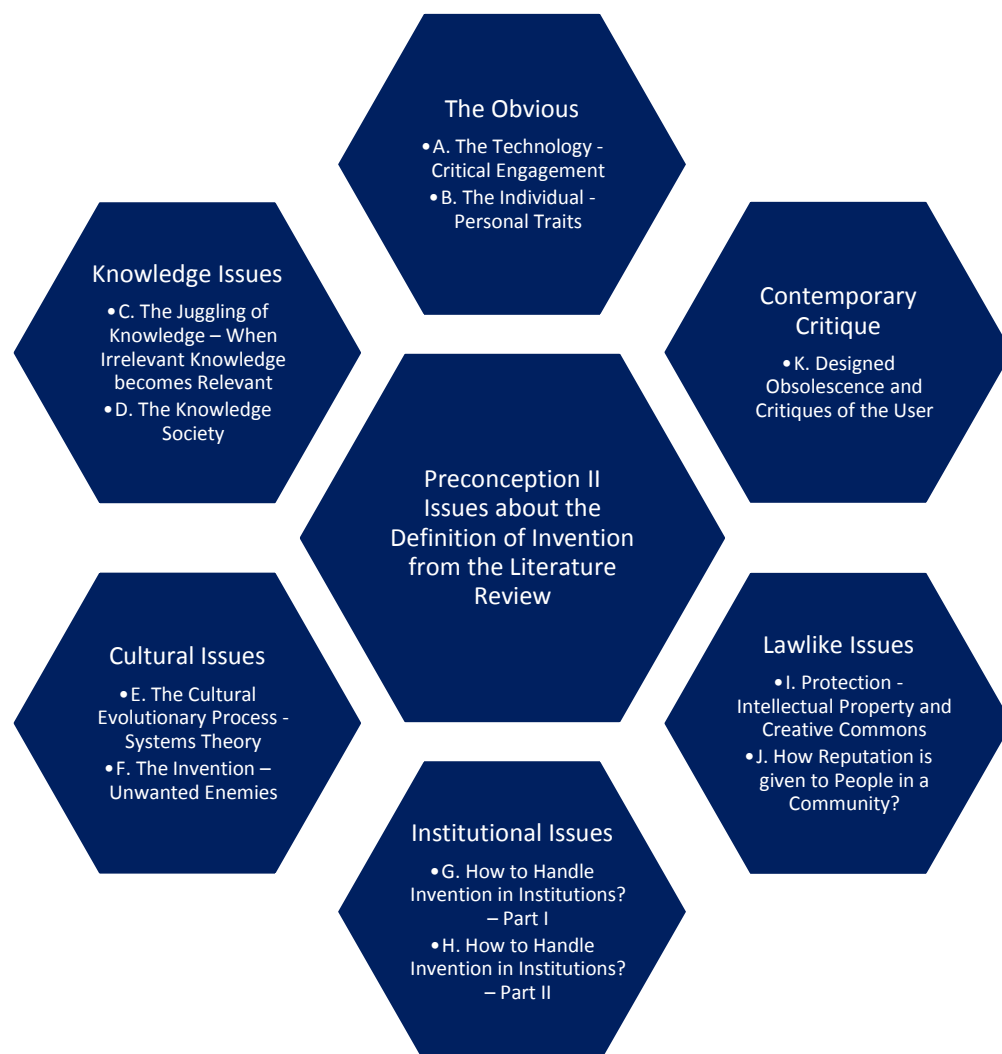 The Obvious
•A. The Technology -
Critical Engagement
•B. The Individual -
Personal Traits
Knowledge Issues
•C. The Juggling of
Knowledge – When
Irrelevant Knowledge
becomes Relevant
•D. The Knowledge
Society
Contemporary
Critique
•K. Designed
Obsolescence and
Critiques of the User
Preconception II
Issues about the
Definition of Invention
from the Literature
Review
Cultural Issues
•E. The Cultural
Evolutionary Process -
Systems Theory
•F. The Invention –
Unwanted Enemies
Lawlike Issues
•I. Protection -
Intellectual Property and
Creative Commons
•J. How Reputation is
given to People in a
Community?
Institutional Issues
•G. How to Handle
Invention in Institutions?
– Part I
•H. How to Handle
Invention in Institutions?
– Part II